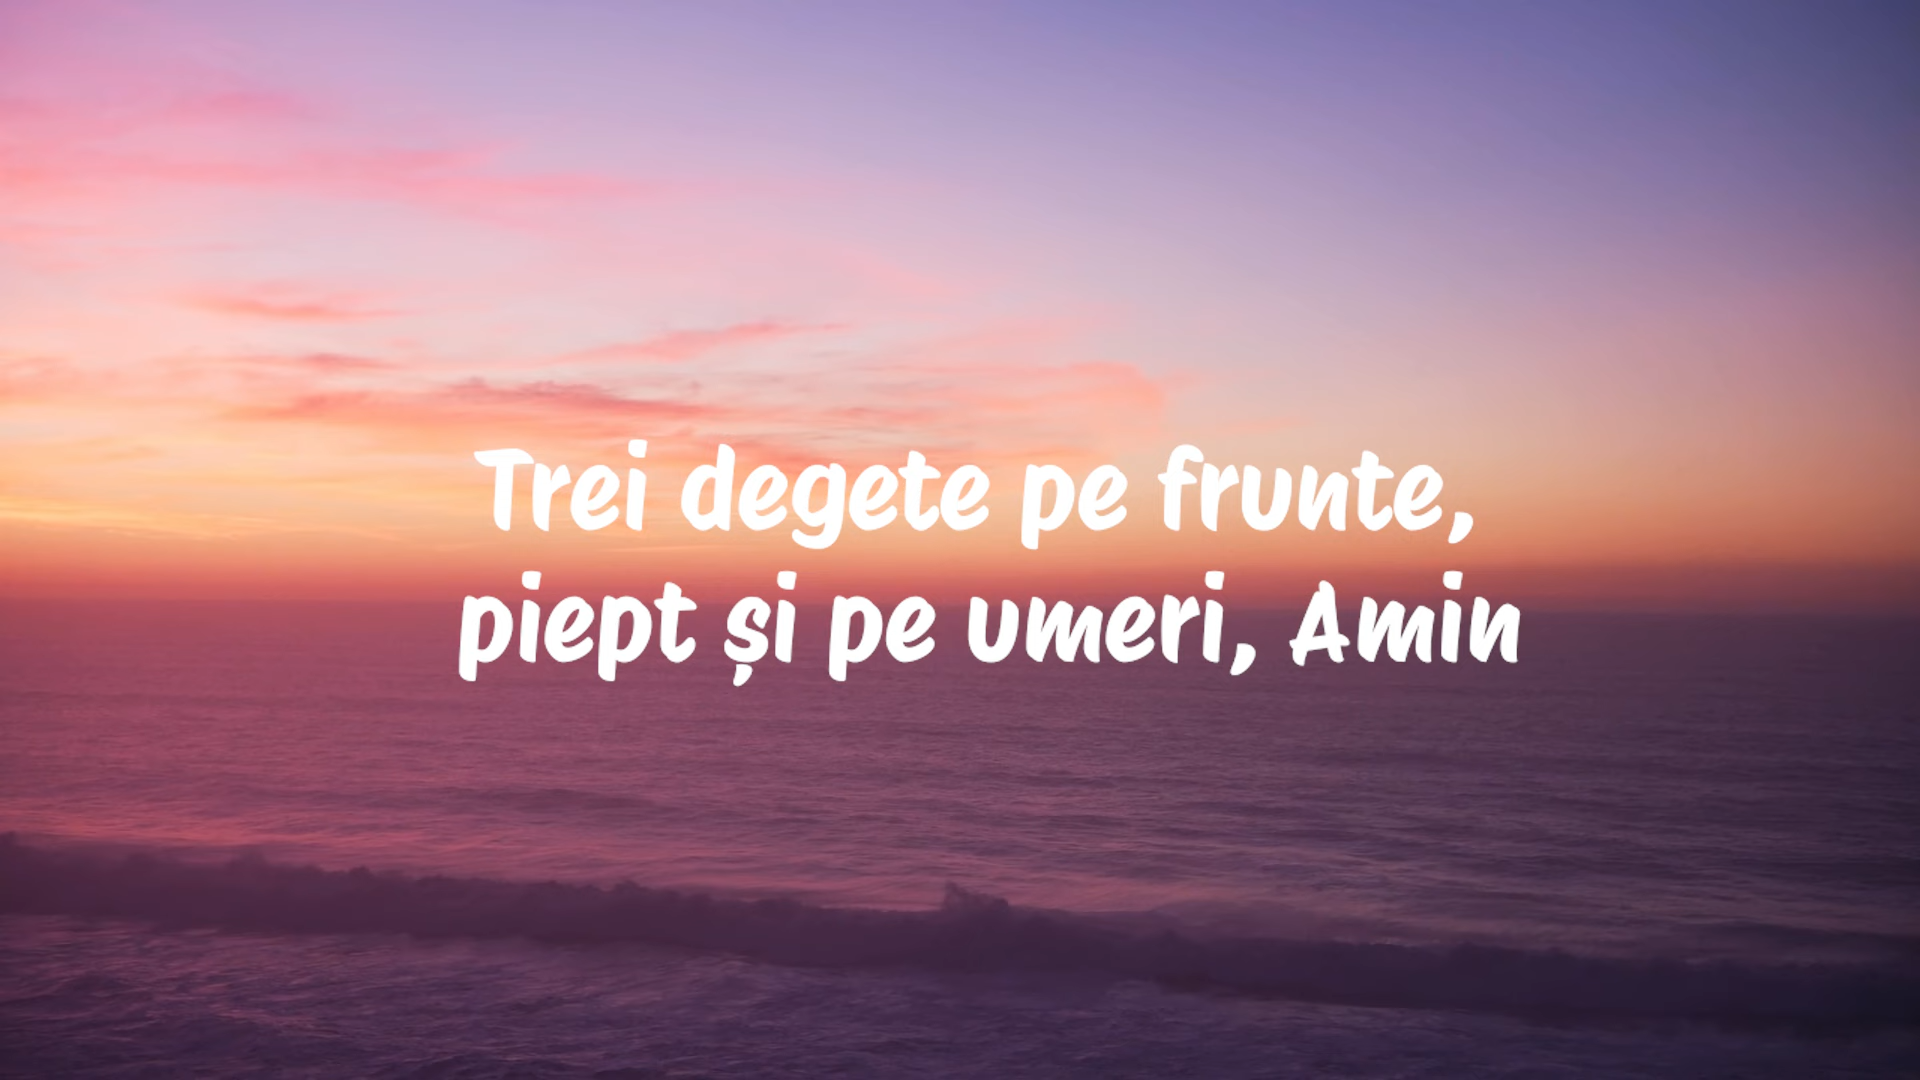 Trei degete pe frunte,
piept și pe umeri, Amin